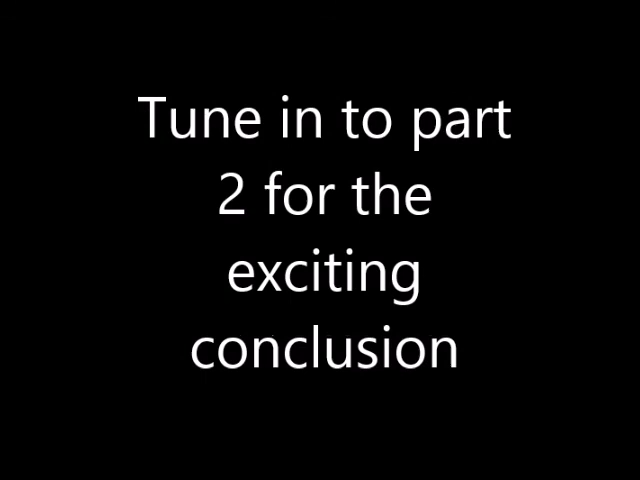 Tune in to part
2 for the
exciting
conclusion